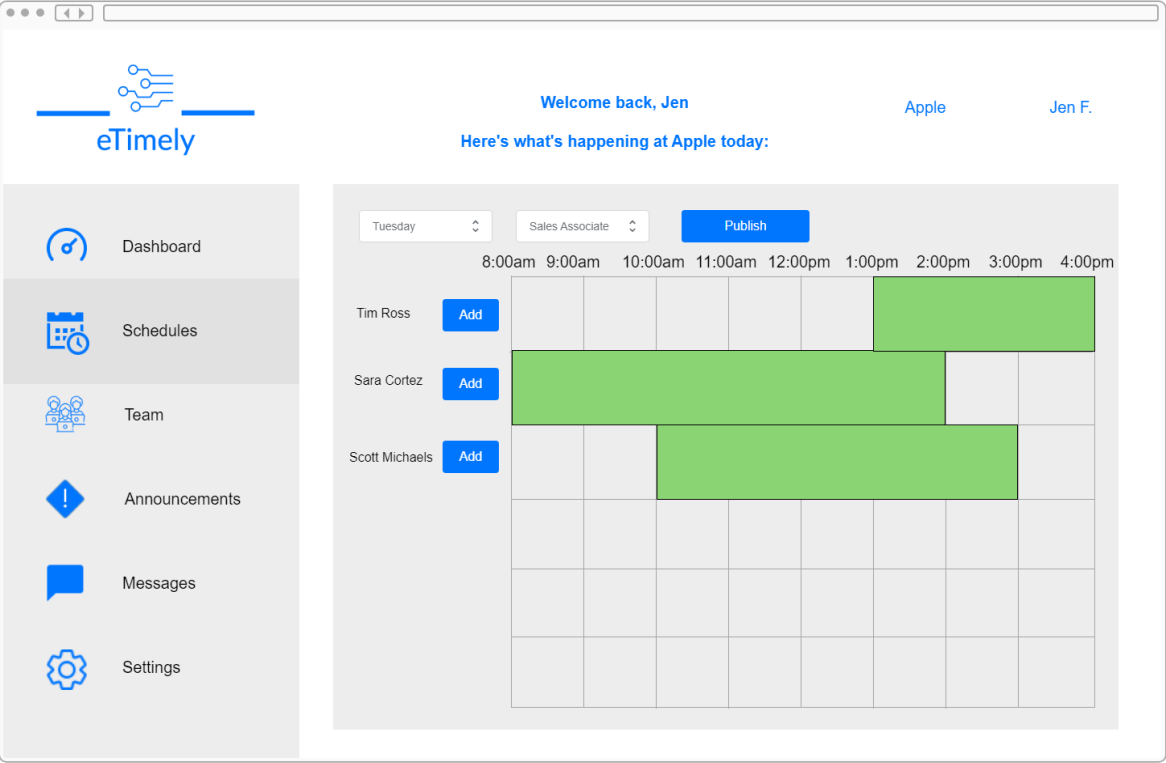 Welcome back, Jen
Apple
Jen F.
eTimely
Here's what's happening at Apple today:
Dashboard
Schedules
Team
Announcements
Messages
Settings
Tuesday
Sales Associate
Publish
8:00am 9:00am 10:00am 11:00am 12:00pm 1:00pm 2:00pm 3:00pm 4:00pm
Tim Ross Add
Sara Cortez Add
Scott Michaels Add